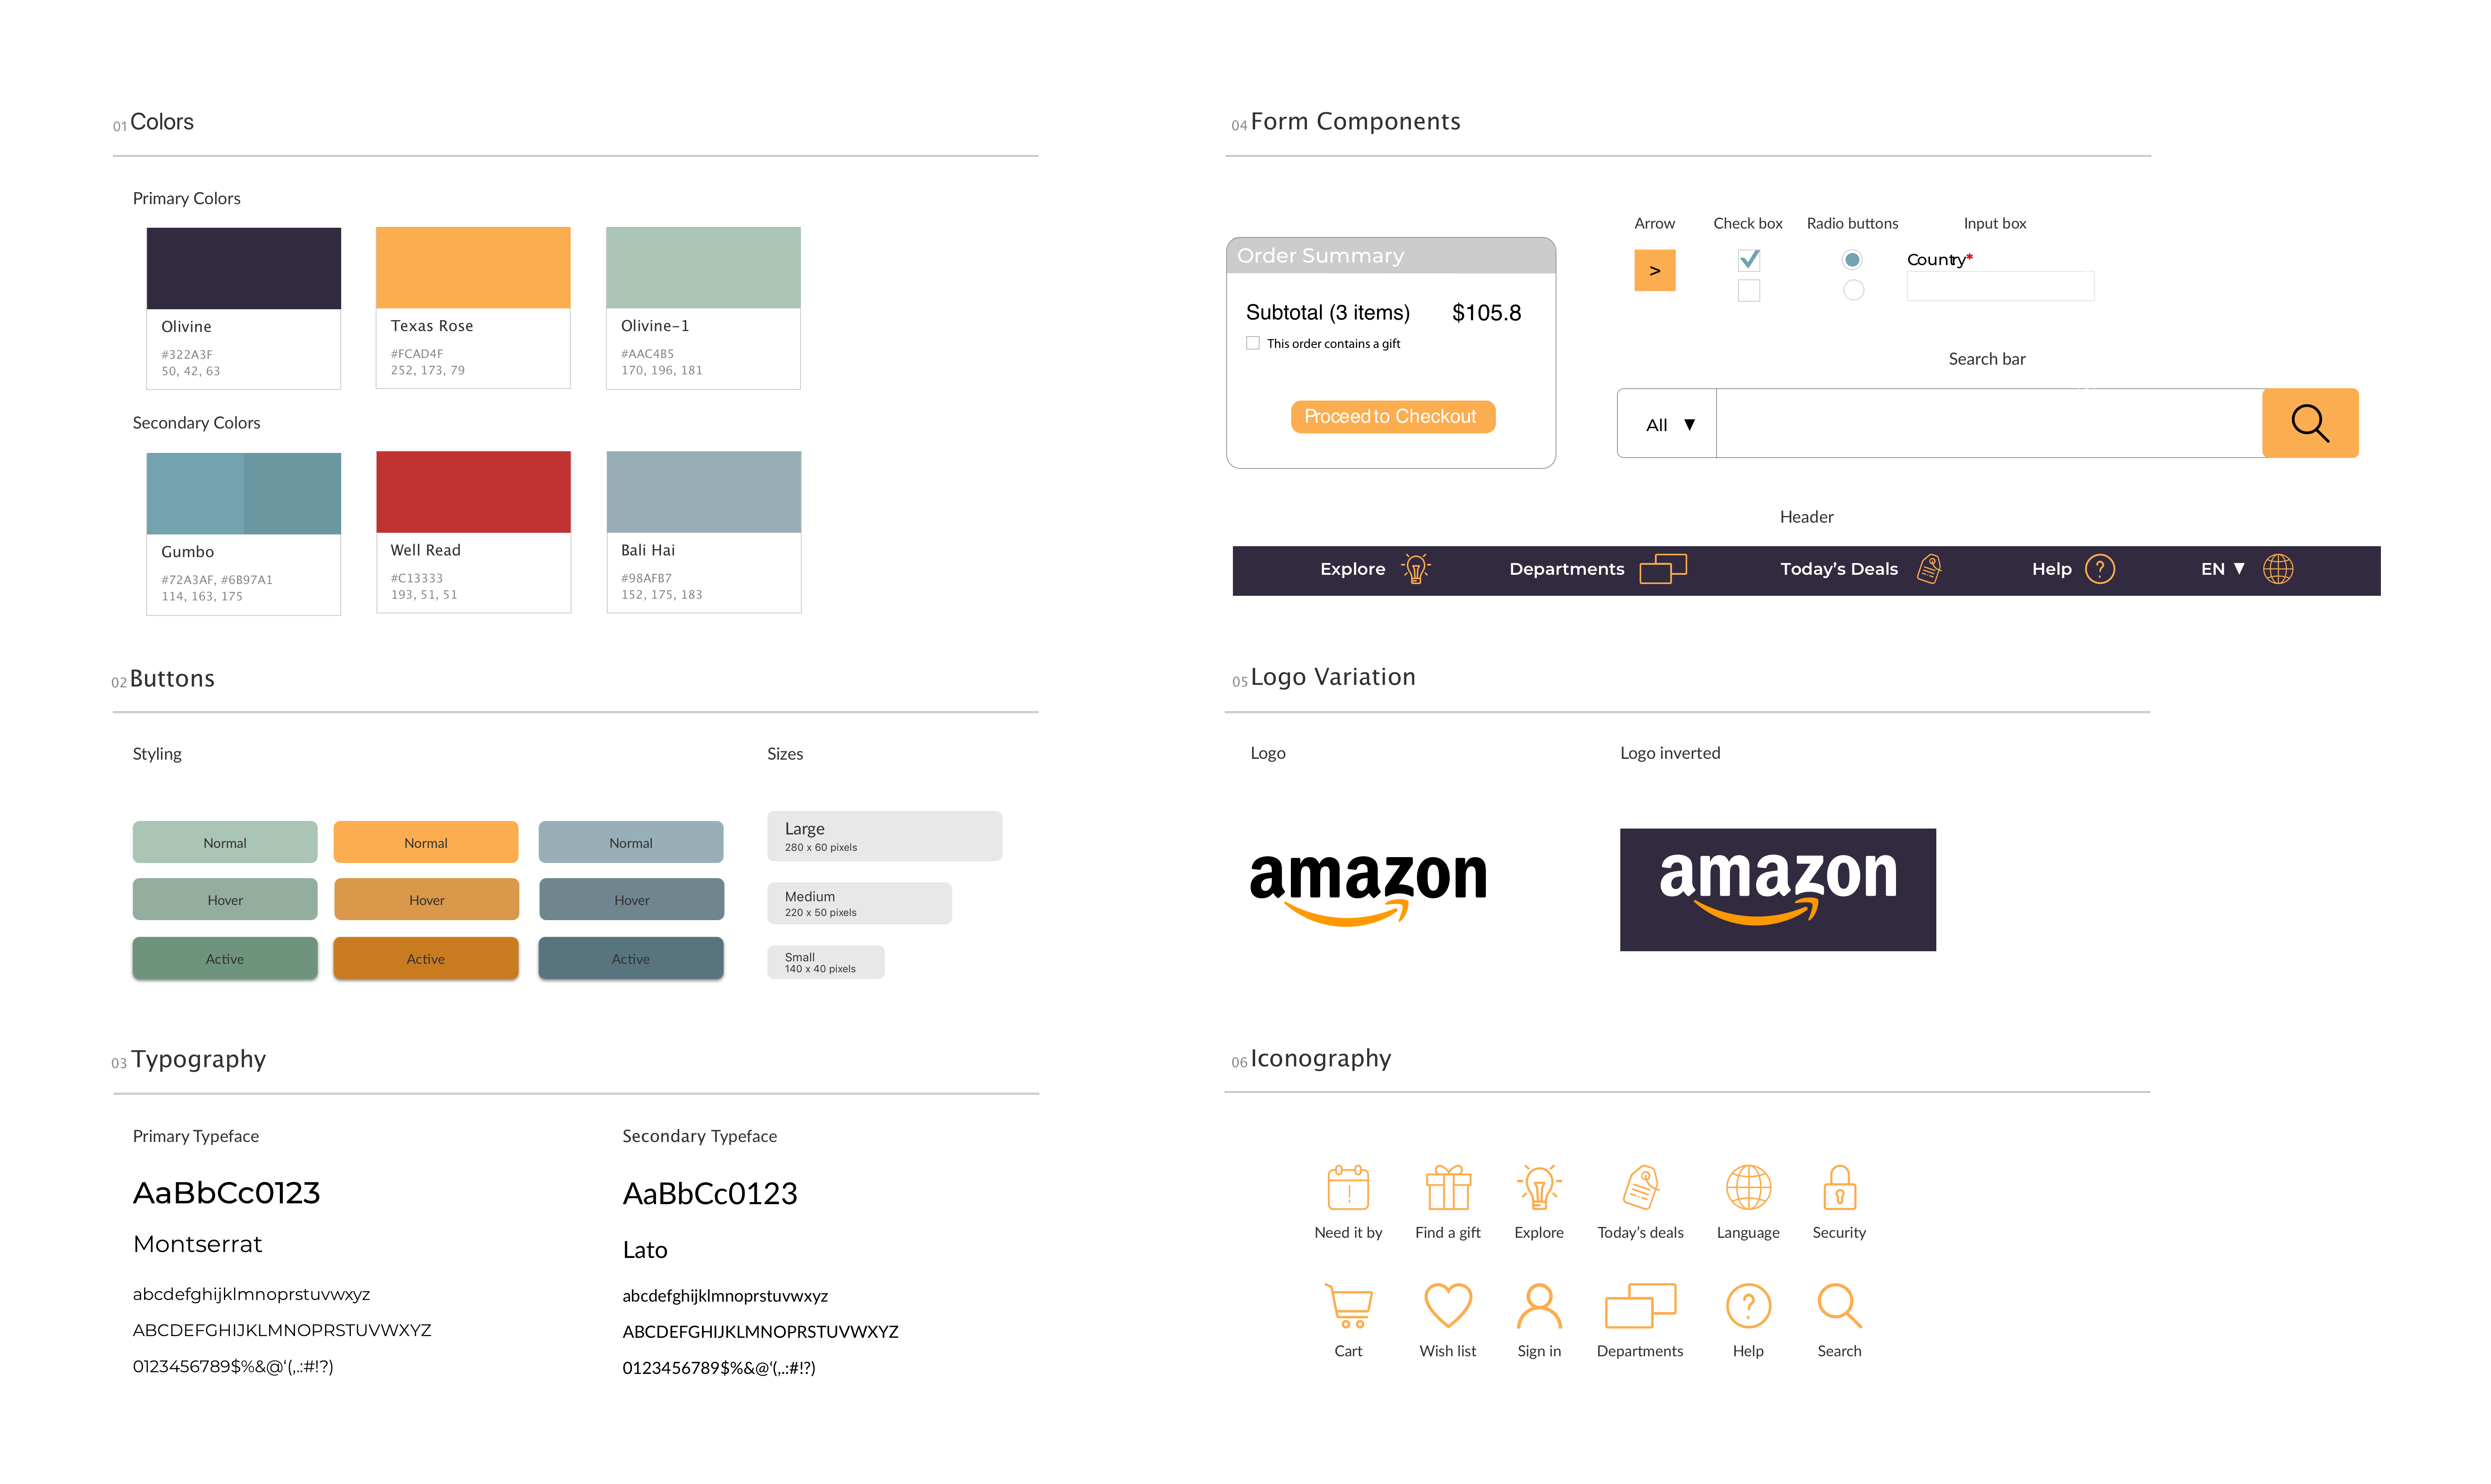 01 Colors
Primary Colors
Olivine
#322A3F
50, 42, 63
Texas Rose
#FCAD4F
252, 173, 79
Olivine-1
#AAC4B5
170, 196, 181
Secondary Colors
Gumbo
#72A3AF, #6B97A1
114, 163, 175
Well Read
#C13333
193, 51, 51
Bali Hai
#98AFB7
152, 175, 183
02 Buttons
Styling
Normal Normal Normal
Hover Hover Hover
Active Active Active
Sizes
Large
280 x 60 pixels
Medium
220 x 50 pixels
Small
140 x 40 pixels
03 Typography
Primary Typeface
AaBbCc0123
Montserrat
abcdefghijklmnoprstuvwxyz
ABCDEFGHIJKLMNOPRSTUVWXYZ
0123456789$%&@‘(,.:#!?)
Secondary Typeface
AaBbCc0123
Lato
abcdefghijklmnoprstuvwxyz
ABCDEFGHIJKLMNOPRSTUVWXYZ
0123456789$%&@‘(,.:#!?)
04 Form Components
Order Summary
Subtotal (3 items) $105.8
This order contains a gift
Proceed to Checkout
Arrow Check box Radio buttons Input box
>
Country*
Search bar
All ▼
Header
Explore Departments Today’s Deals Help ? EN ▼
05 Logo Variation
Logo
amazon
Logo inverted
amazon
06 Iconography
Need it by Find a gift Explore Today’s deals Language Security
?
Cart Wish list Sign in Departments Help Search